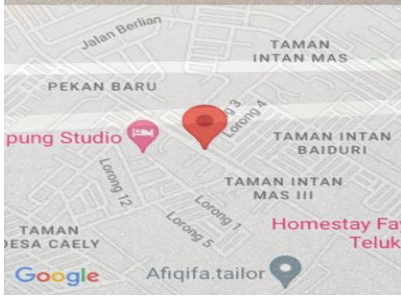 Jalan Berlian
TAMAN
INTAN MAS
PEKAN BARU
g 3
Lorong 4
pung Studio
TAMAN INTAN
BAIDURI
Lorong 12
TAMAN INTAN
MAS III
Lorong 1
Lorong 5
Homestay Fa
Teluk
TAMAN
DESA CAELY
Google
Afiqifa.tailor